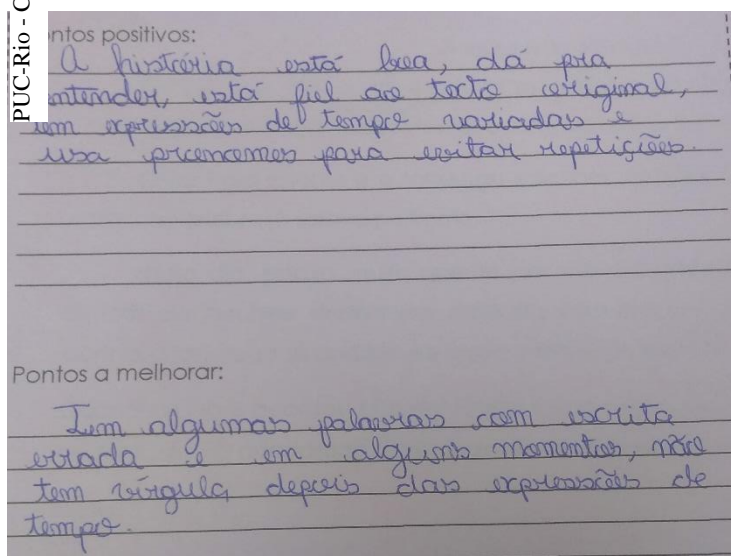 PUC-Rio - C
ntos positivos:
A história está boa, dá pra
entender, está fiel ao texto original,
tem expressões de tempo variadas e
usa pronomes para evitar repetições.
Pontos a melhorar:
Tem algumas palavras com escrita
errada e em alguns momentos, não
tem vírgula depois das expressões de
tempo.